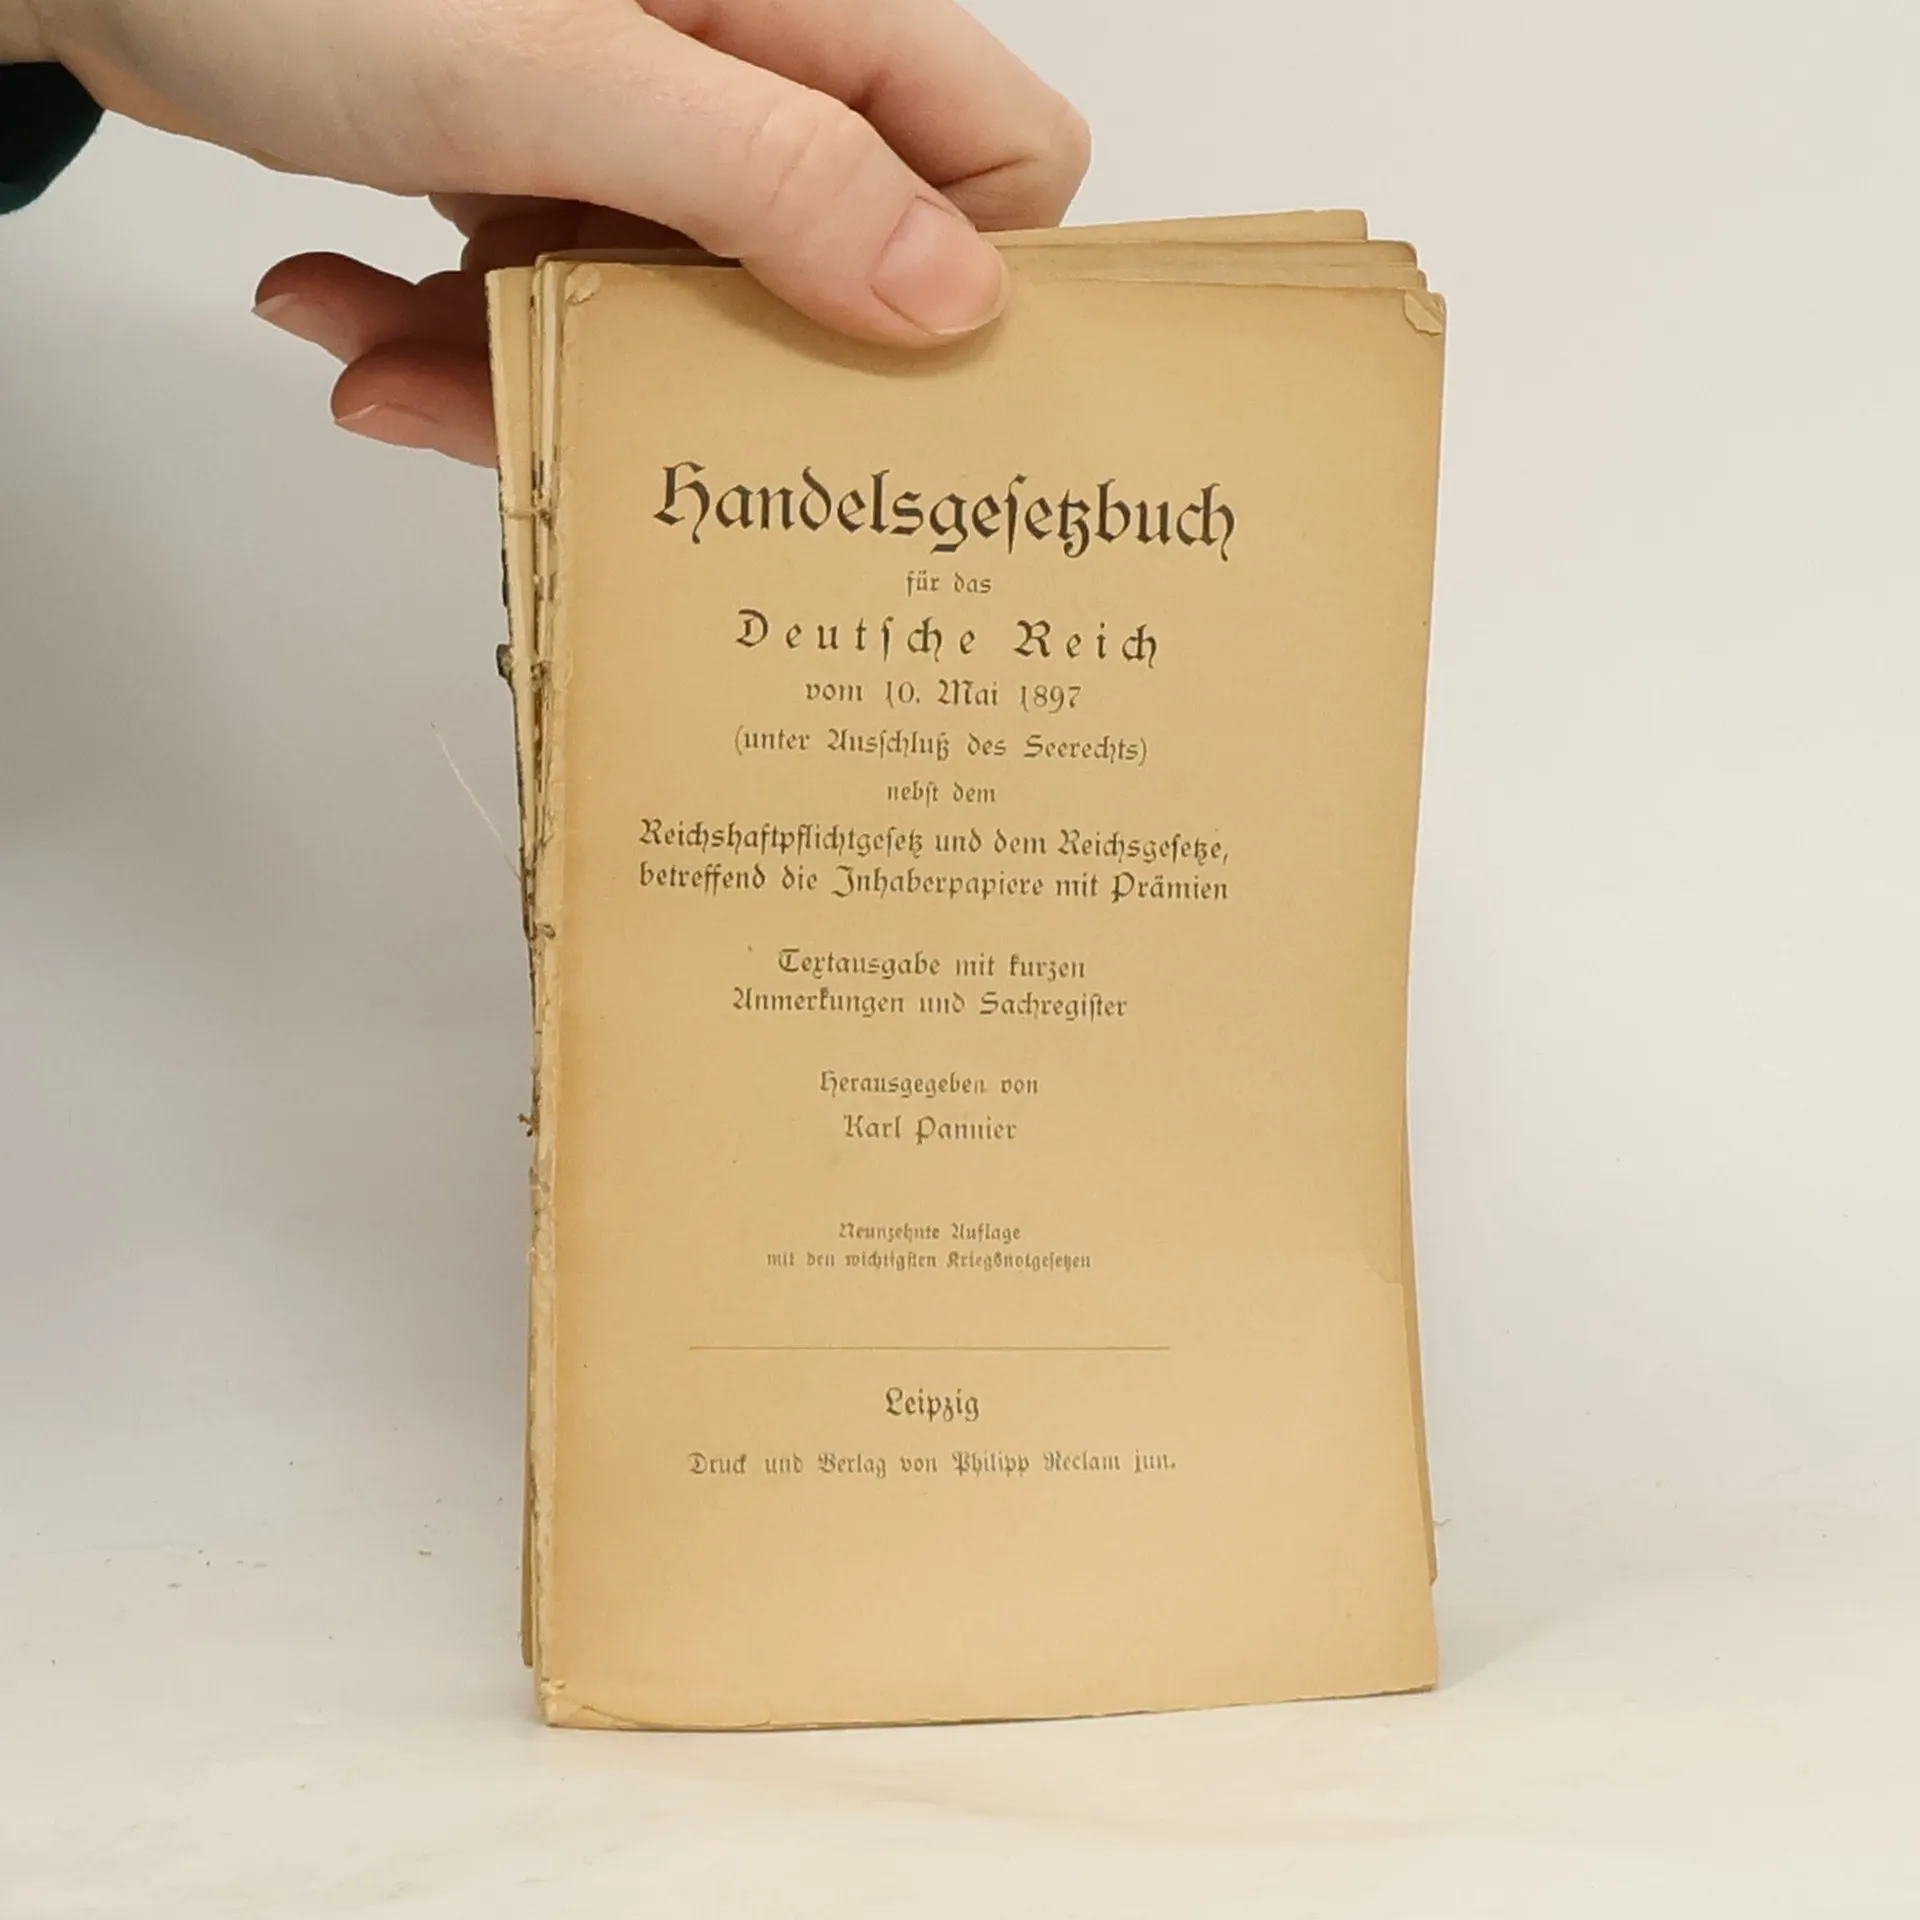 Handelsgeſetzbuch
für das
Deutſche Reich
vom 10. Mai 1897
(unter Ausſchluß des Seerechts)
nebſt dem
Reichshaftpflichtgeſetz und dem Reichsgeſetze,
betreffend die Inhaberpapiere mit Prämien
Textausgabe mit kurzen
Anmerkungen und Sachregiſter
Herausgegeben von
Karl Pannier
Neunzehnte Auflage
mit den wichtigſten Kriegsnotgeſetzen
Leipzig
Druck und Verlag von Philipp Reclam jun.